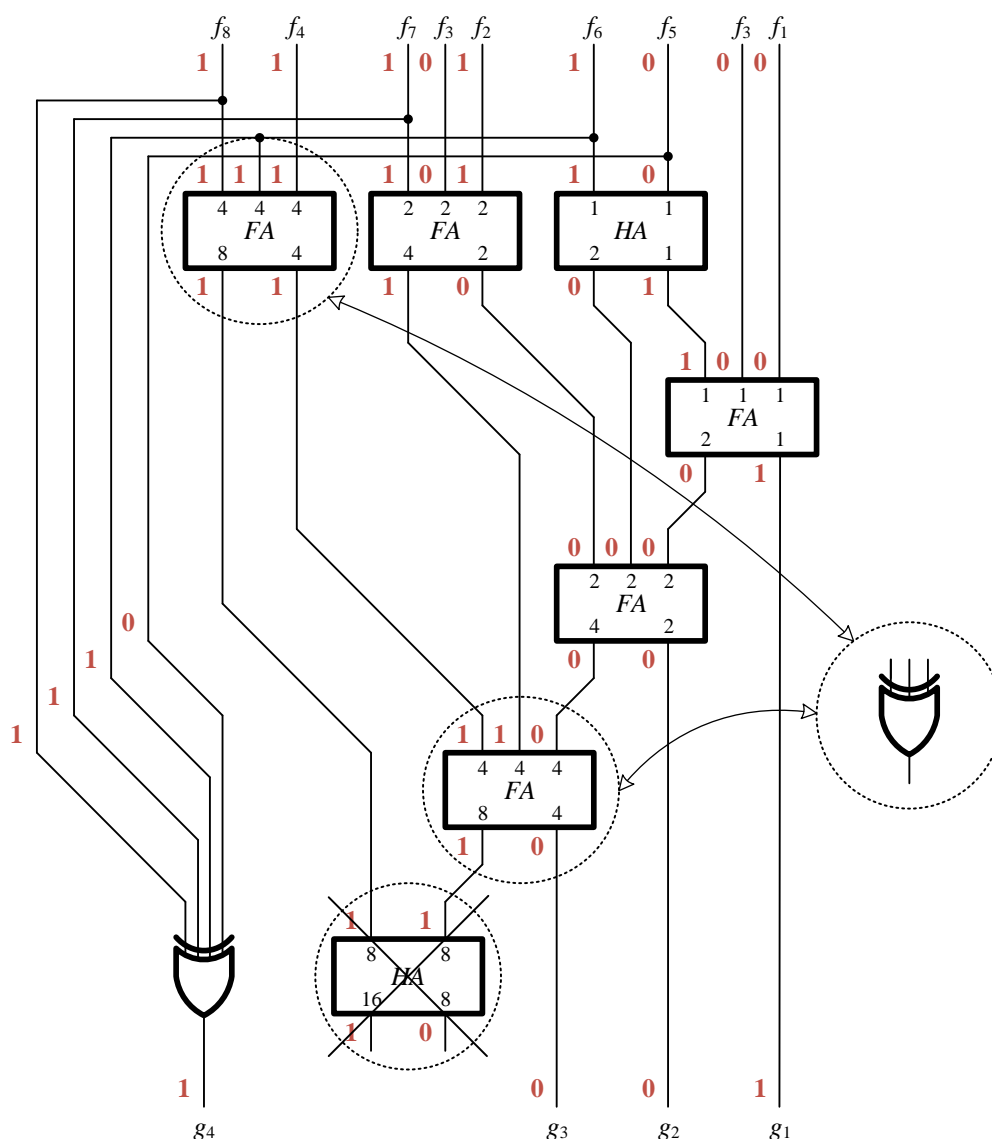 f8 f4 f7 f3 f2 f6 f5 f3 f1
1 1 1 0 1 1 0 0 0
1 1 1 1 0 1 1 0
4 4 4 2 2 2 1 1
FA FA HA
8 4 4 2 2 1
1 1 1 0 0 1
1 0 0
1 1 1
FA
2 1
0 1
0 0 0
2 2 2
FA
0
4 2
1 0 0
1
1 1 1 0
4 4 4
FA
8 4
1 0
1 1
8 8
HA
16 8
1 0
1 0 0 1
g4 g3 g2 g1